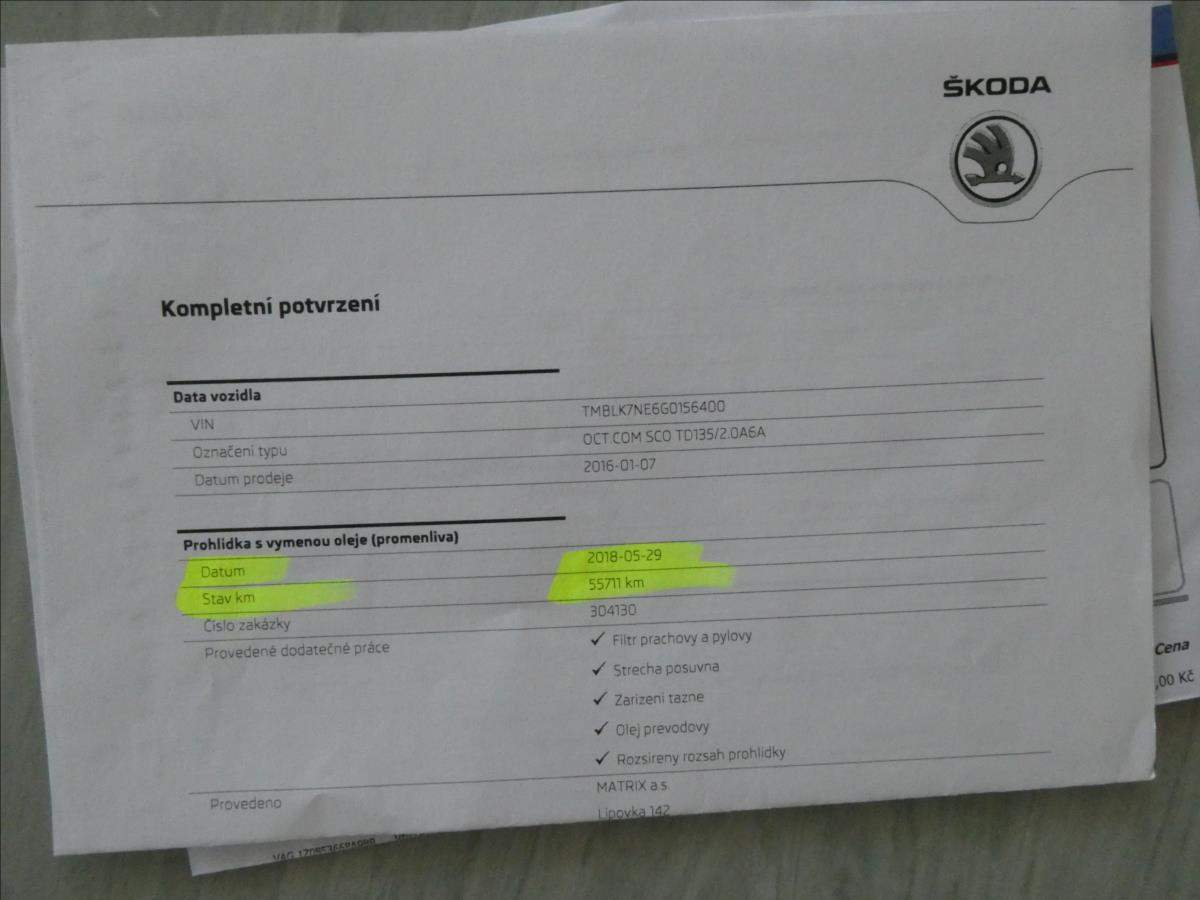 ŠKODA
Kompletní potvrzení
Data vozidla
VIN TMBLK7NE6G0156400
Označení typu OCT.COM SCO TD135/2.0A6A
Datum prodeje 2016-01-07
Prohlidka s vymenou oleje (promenliva)
Datum 2018-05-29
Stav km 55711 km
Číslo zakázky 304130
Provedené dodatečné práce ✓ Filtr prachovy a pylovy
✓ Strecha posuvna
✓ Zarizeni tazne
✓ Olej prevodovy
✓ Rozsireny rozsah prohlidky
Provedeno MATRIX a.s.
Lipovka 142
Cena
,00 Kč